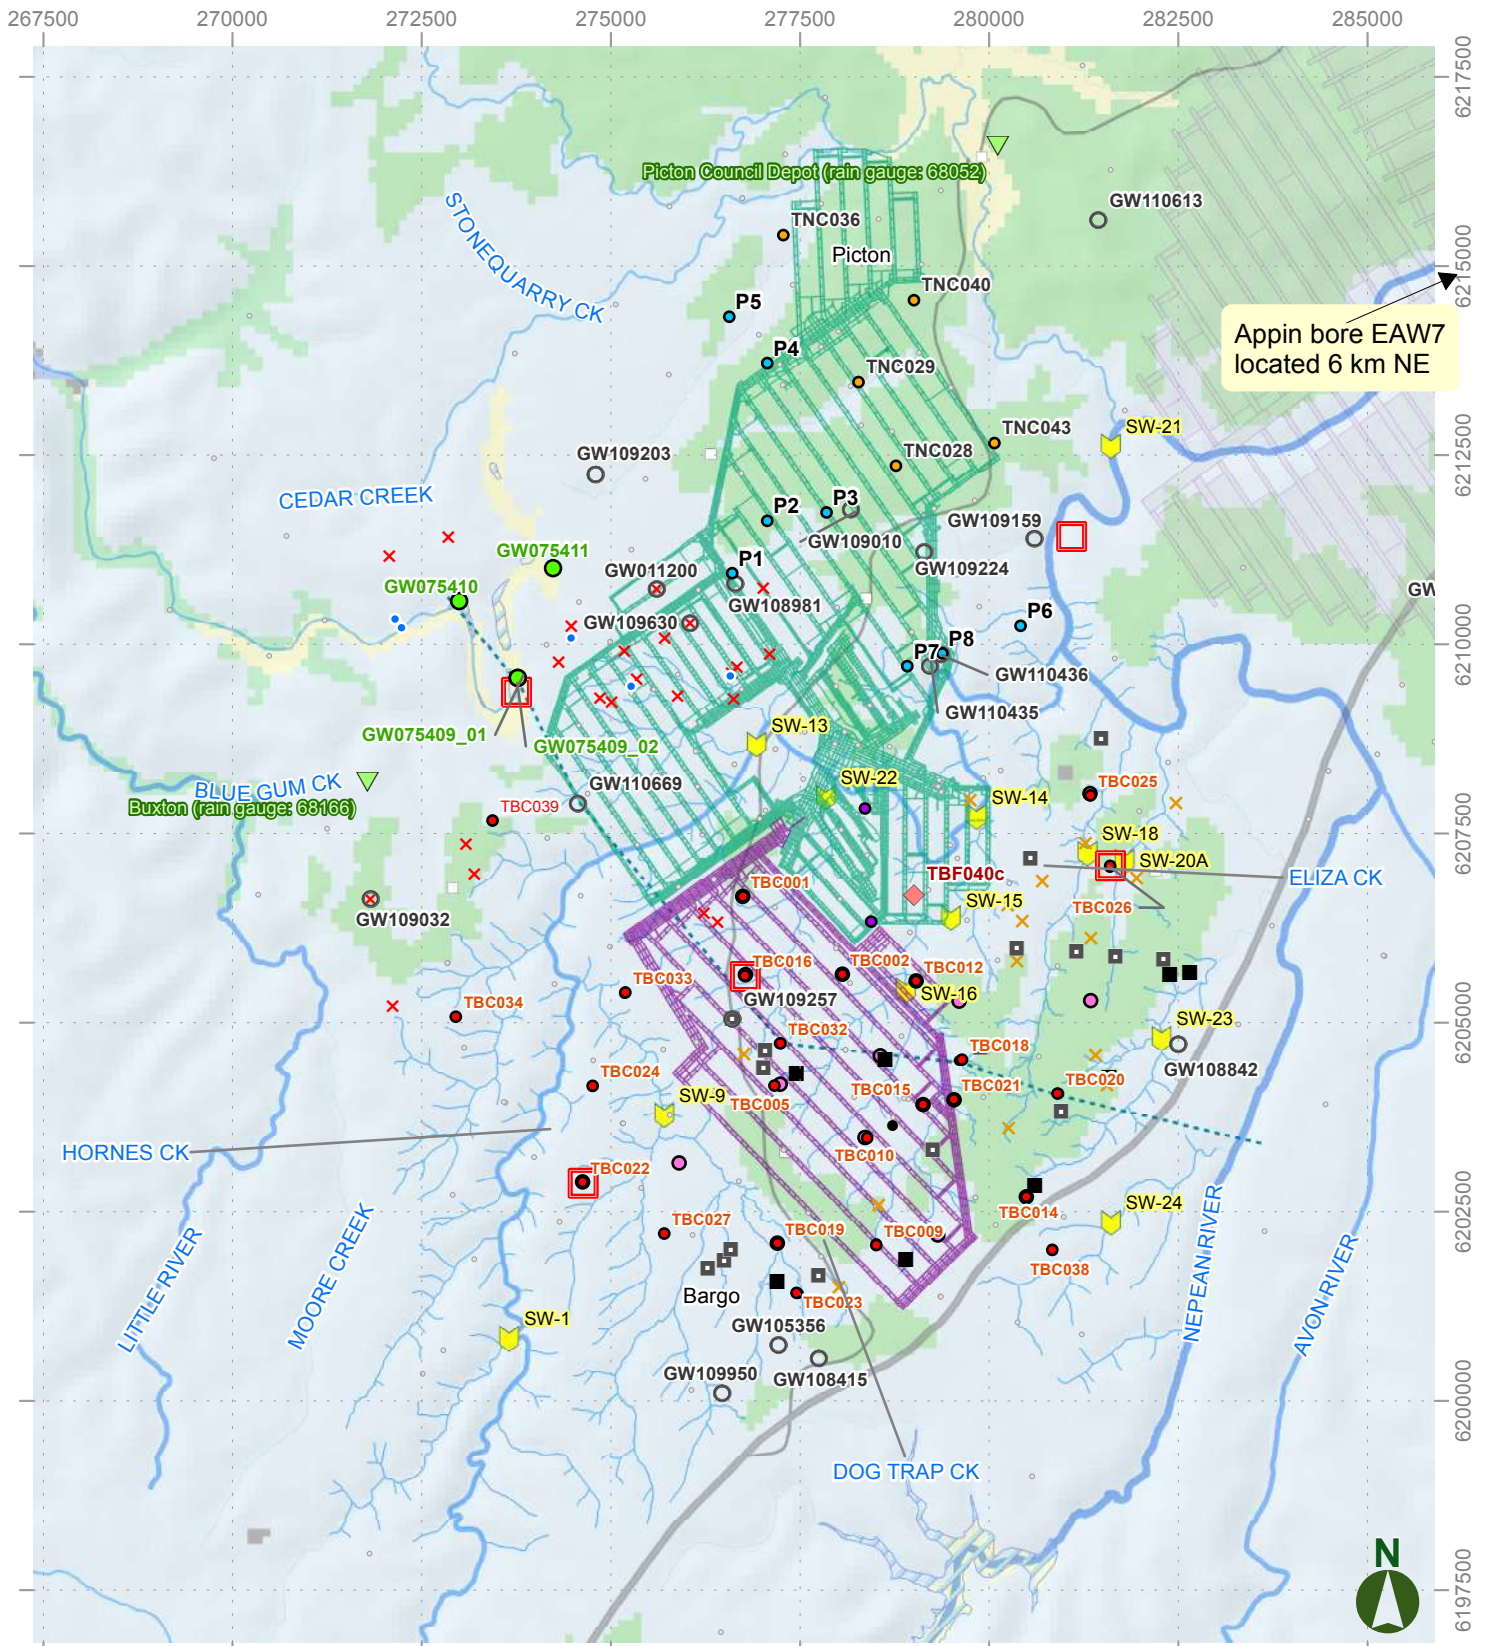 267500 270000 272500 275000 277500 280000 282500 285000
6217500
Picton Council Depot (rain gauge: 68052)
GW110613
STONEQUARRY CK
TNC036
Picton
6215000
TNC040
P5
Appin bore EAW7
located 6 km NE
P4
TNC029
TNC043
SW-21
6212500
GW109203
TNC028
CEDAR CREEK
P2
P3
GW109159
GW109010
GW075411
GW109224
P1
GW011200
GW075410
GW108981
GW
GW109630
P6
6210000
P7
P8
GW110436
GW110435
GW075409_01
GW075409_02
SW-13
BLUE GUM CK
GW110669
SW-22
Buxton (rain gauge: 68166)
TBC039
SW-14
TBC025
6207500
SW-18
SW-20A
TBF040c
ELIZA CK
TBC001
SW-15
TBC026
GW109032
TBC016
TBC002
TBC012
TBC033
SW-16
GW109257
TBC034
SW-23
6205000
TBC032
TBC018
GW108842
TBC024
TBC015
TBC021
TBC020
SW-9
TBC005
HORNES CK
TBC010
TBC022
TBC014
SW-24
6202500
TBC027
TBC019
TBC009
TBC038
LITTLE RIVER
MOORE CREEK
NEPEAN RIVER
AVON RIVER
Bargo
TBC023
SW-1
GW105356
GW109950
GW108415
6200000
DOG TRAP CK
N
6197500